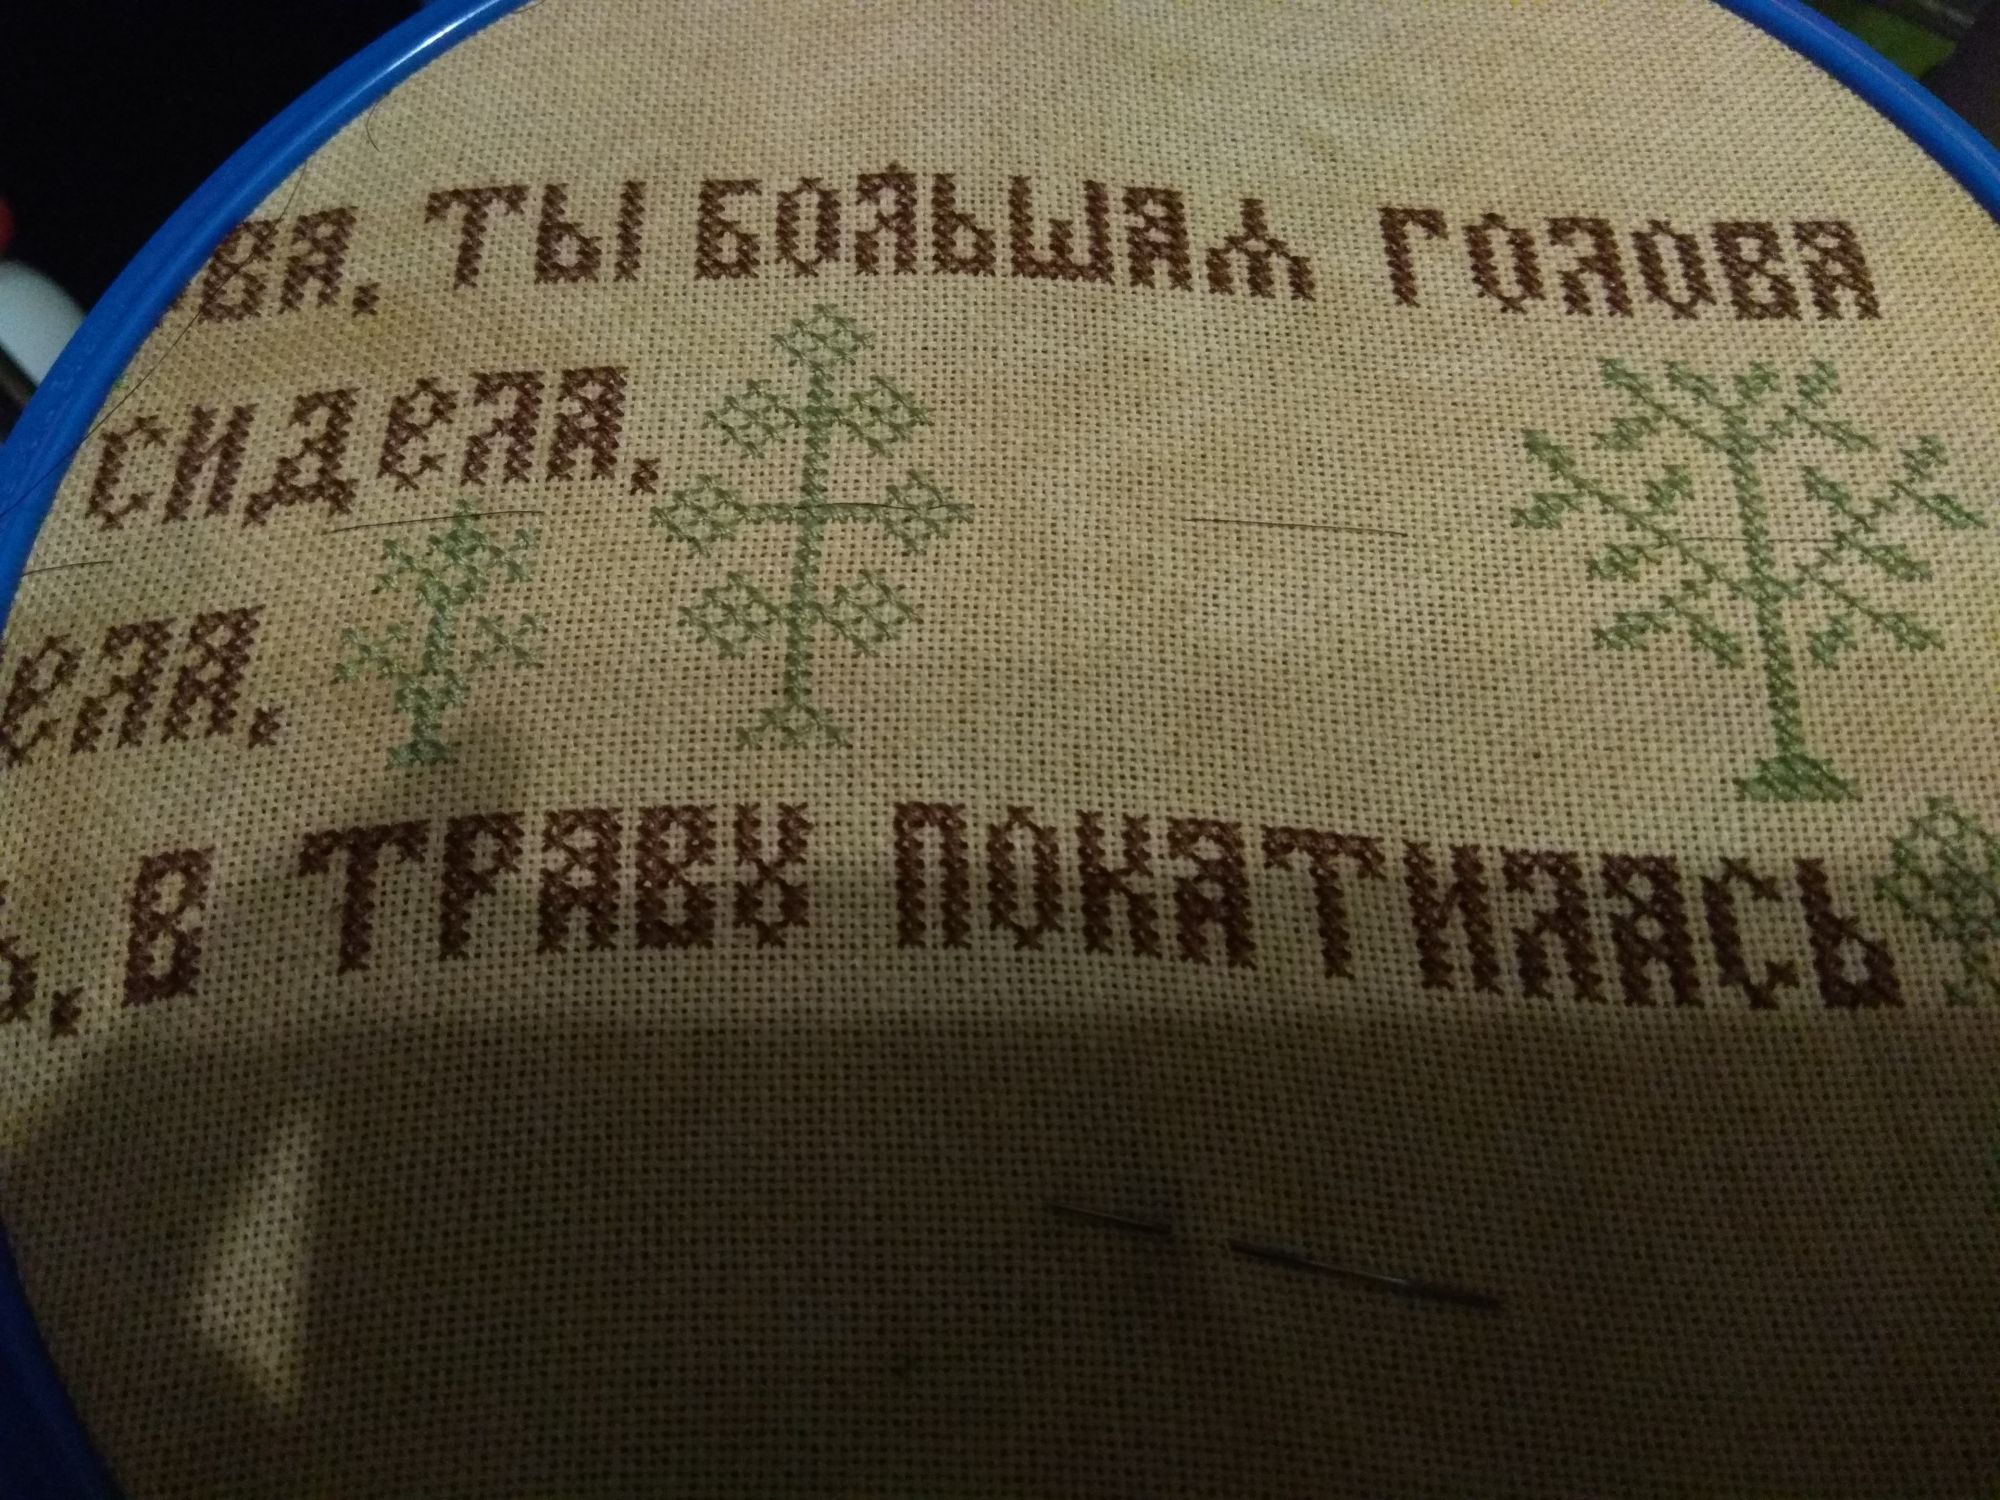 ВА, ТЫ БОЛЬШАЯ ГОЛОВА
СИДЕЛА,
ЕЛА,
Ь, В ТРАВУ ПОКАТИЛАСЬ